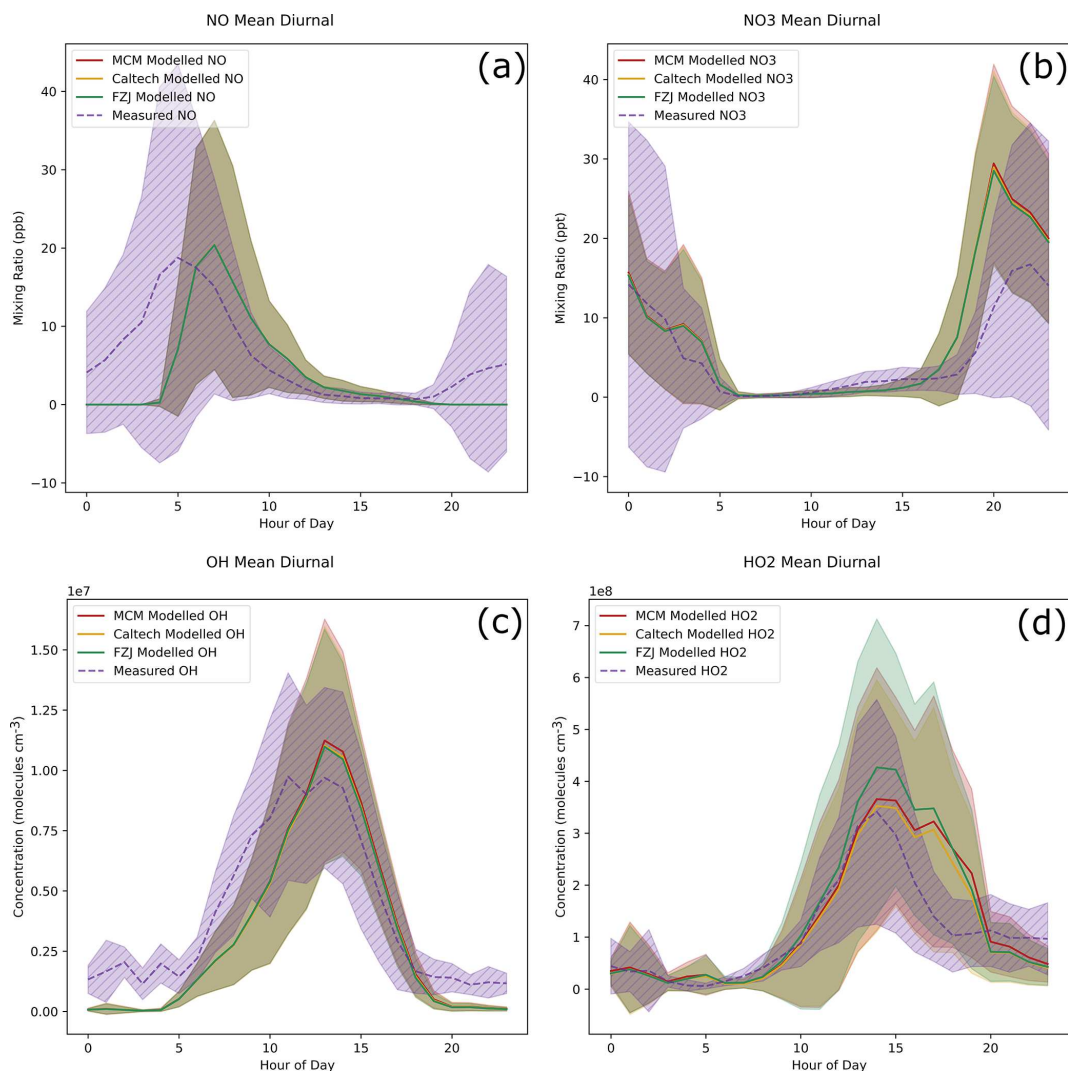 NO Mean Diurnal
(a)
MCM Modelled NO
Caltech Modelled NO
FZJ Modelled NO
Measured NO
Mixing Ratio (ppb)
40
30
20
10
0
−10
0 5 10 15 20
Hour of Day
NO3 Mean Diurnal
(b)
MCM Modelled NO3
Caltech Modelled NO3
FZJ Modelled NO3
Measured NO3
Mixing Ratio (ppt)
40
30
20
10
0
−10
0 5 10 15 20
Hour of Day
OH Mean Diurnal
1e7
(c)
MCM Modelled OH
Caltech Modelled OH
FZJ Modelled OH
Measured OH
Concentration (molecules cm⁻³)
1.50
1.25
1.00
0.75
0.50
0.25
0.00
0 5 10 15 20
Hour of Day
HO2 Mean Diurnal
1e8
(d)
MCM Modelled HO2
Caltech Modelled HO2
FZJ Modelled HO2
Measured HO2
Concentration (molecules cm⁻³)
7
6
5
4
3
2
1
0
0 5 10 15 20
Hour of Day